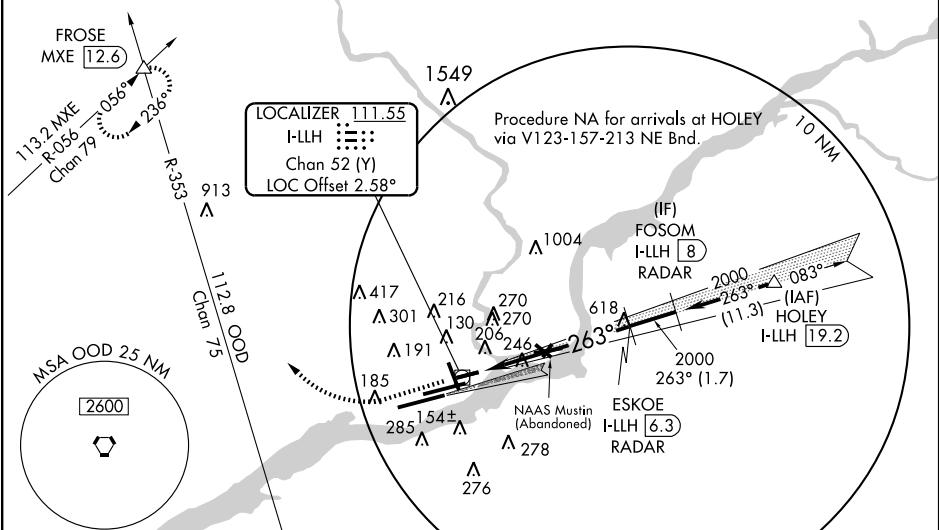 FROSE
MXE 12.6
056°
236°
113.2 MXE
R-056
Chan 79
R-353
913
112.8 OOD
Chan 75
MSA OOD 25 NM
2600
LOCALIZER 111.55
I-LLH
Chan 52 (Y)
LOC Offset 2.58°
1549
Procedure NA for arrivals at HOLEY
via V123-157-213 NE Bnd.
10 NM
1004
(IF)
FOSOM
I-LLH 8
RADAR
2000
263°
(11.3)
083°
(IAF)
HOLEY
I-LLH 19.2
417
301
216
130
270
270
206
246
618
263°
2000
263° (1.7)
191
185
ESKOE
I-LLH 6.3
RADAR
NAAS Mustin
(Abandoned)
285
154±
278
276